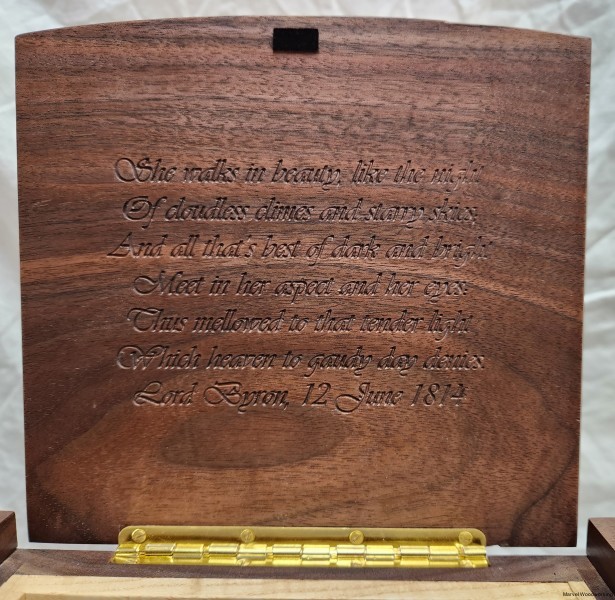 She walks in beauty, like the night
Of cloudless climes and starry skies,
And all that's best of dark and bright
Meet in her aspect and her eyes:
Thus mellowed to that tender light
Which heaven to gaudy day denies.
Lord Byron, 12 June 1814